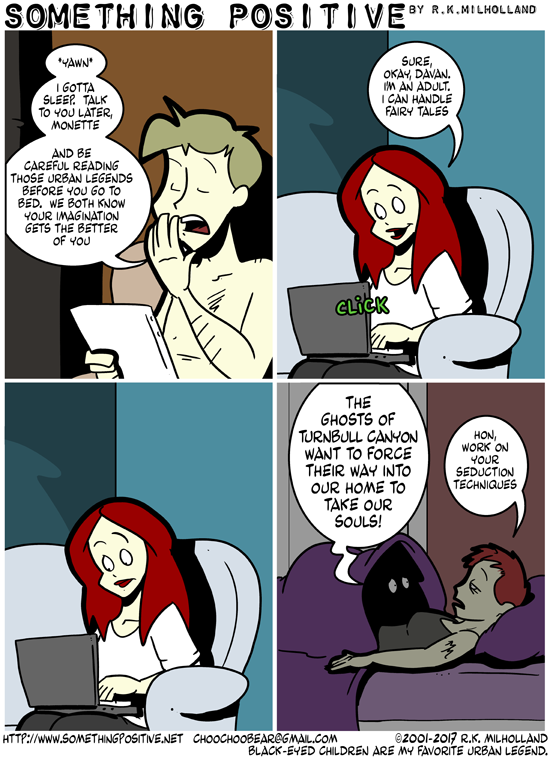 SOMETHING POSITIVE BY R.K.MILHOLLAND
*YAWN*
I GOTTA
SLEEP. TALK
TO YOU LATER,
MONETTE
AND BE
CAREFUL READING
THOSE URBAN LEGENDS
BEFORE YOU GO TO
BED. WE BOTH KNOW
YOUR IMAGINATION
GETS THE BETTER
OF YOU
SURE,
OKAY, DAVAN.
I'M AN ADULT.
I CAN HANDLE
FAIRY TALES
CLICK
THE
GHOSTS OF
TURNBULL CANYON
WANT TO FORCE
THEIR WAY INTO
OUR HOME TO
TAKE OUR
SOULS!
HON,
WORK ON
YOUR
SEDUCTION
TECHNIQUES
HTTP://WWW.SOMETHINGPOSITIVE.NET CHOOCHOOBEAR@GMAIL.COM ©2001-2017 R.K. MILHOLLAND
BLACK-EYED CHILDREN ARE MY FAVORITE URBAN LEGEND.